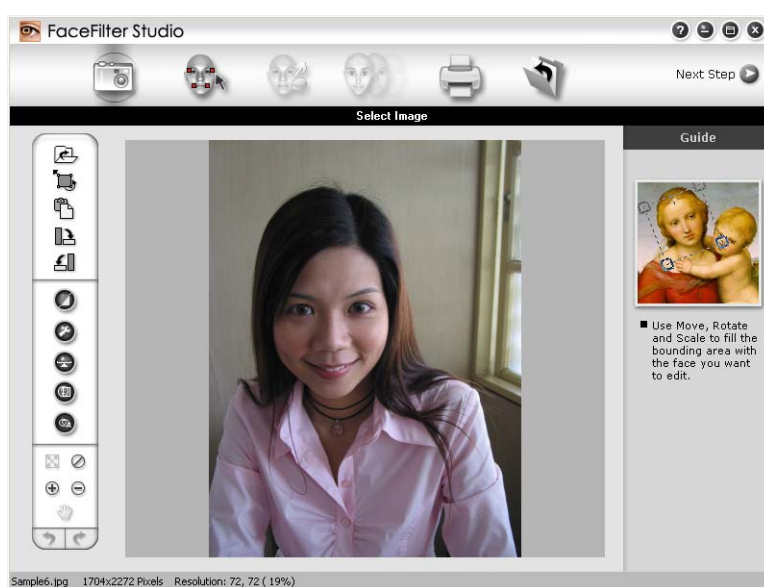 FaceFilter Studio
Next Step
Select Image
Guide
Use Move, Rotate
and Scale to fill the
bounding area with
the face you want
to edit.
Sample6.jpg 1704x2272 Pixels Resolution: 72, 72 ( 19%)